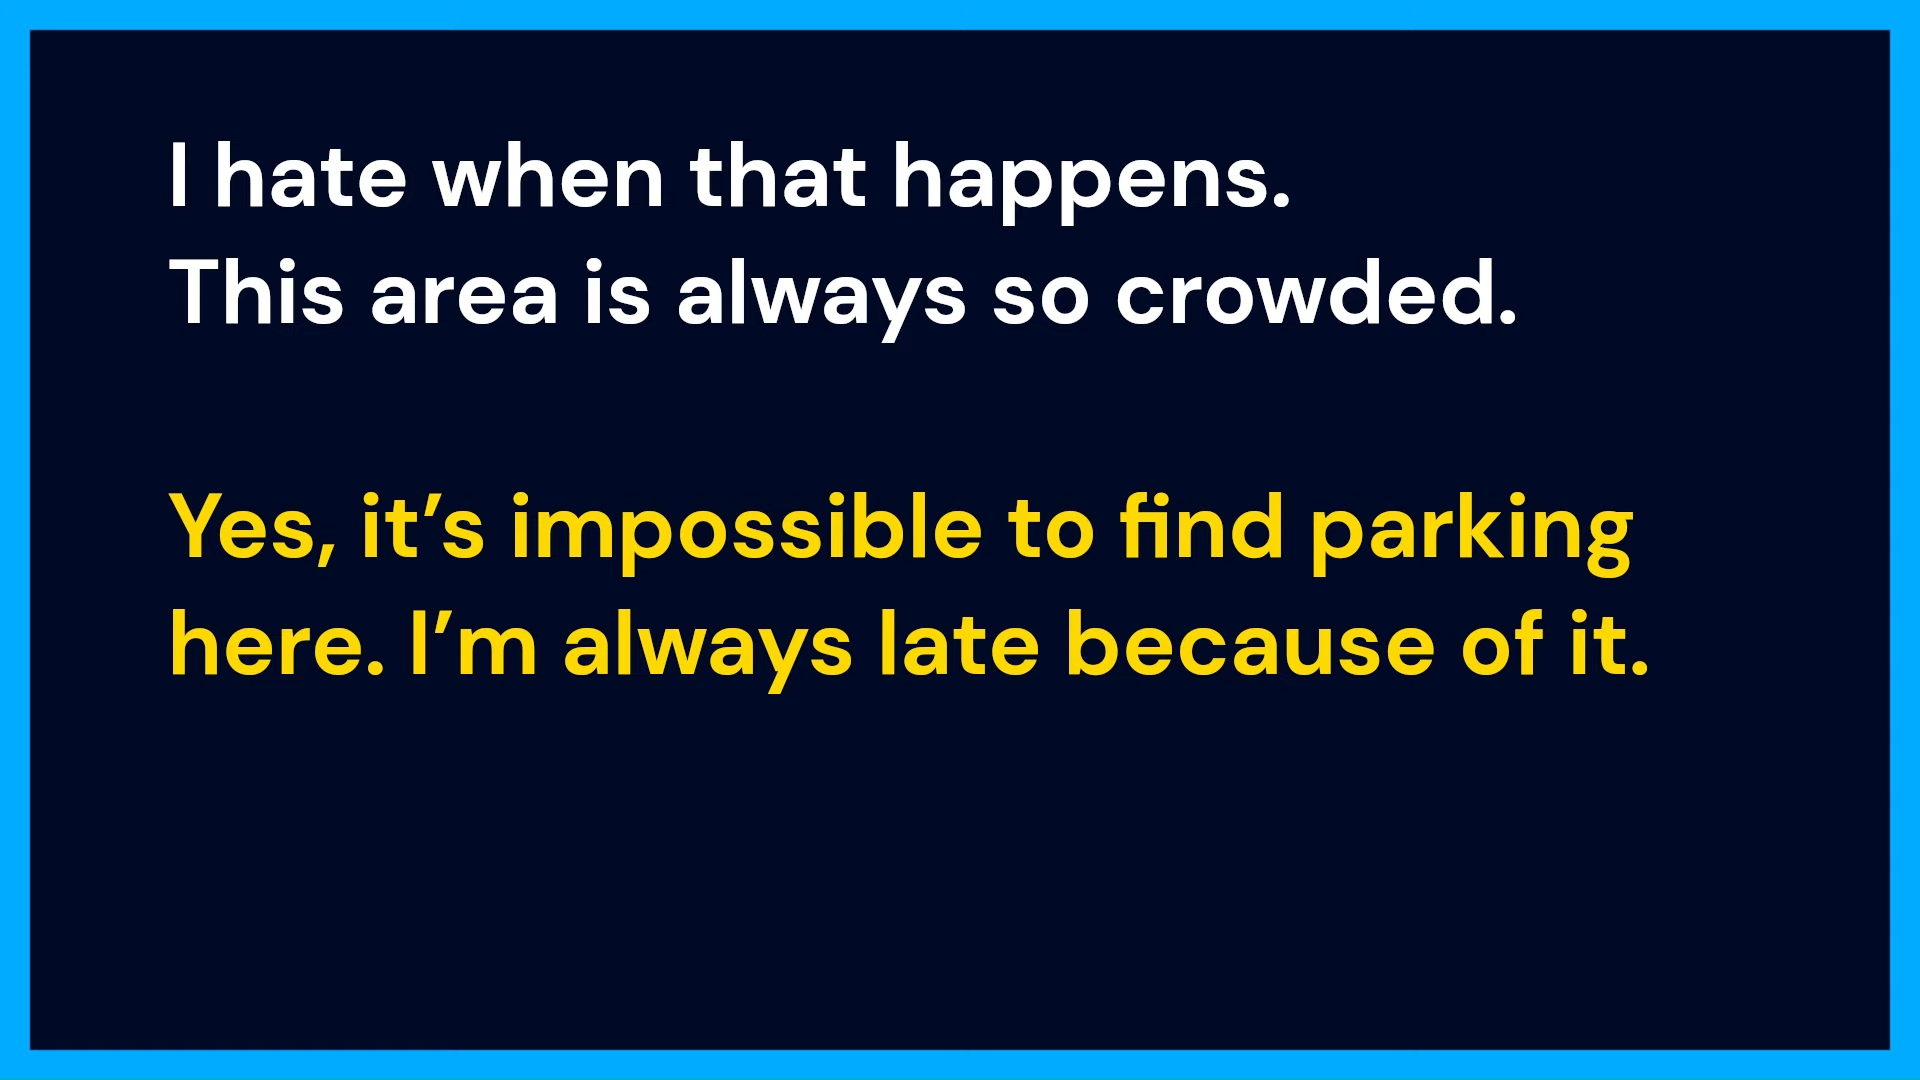 I hate when that happens.
This area is always so crowded.
Yes, it’s impossible to find parking
here. I’m always late because of it.